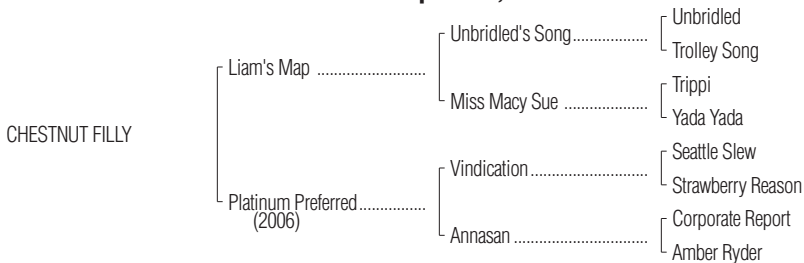 Unbridled
Unbridled's Song.................
Trolley Song
Liam's Map ..........................
Trippi
Miss Macy Sue ...................
Yada Yada
CHESTNUT FILLY
Seattle Slew
Vindication...........................
Strawberry Reason
Platinum Preferred................
(2006)
Corporate Report
Annasan ...............................
Amber Ryder